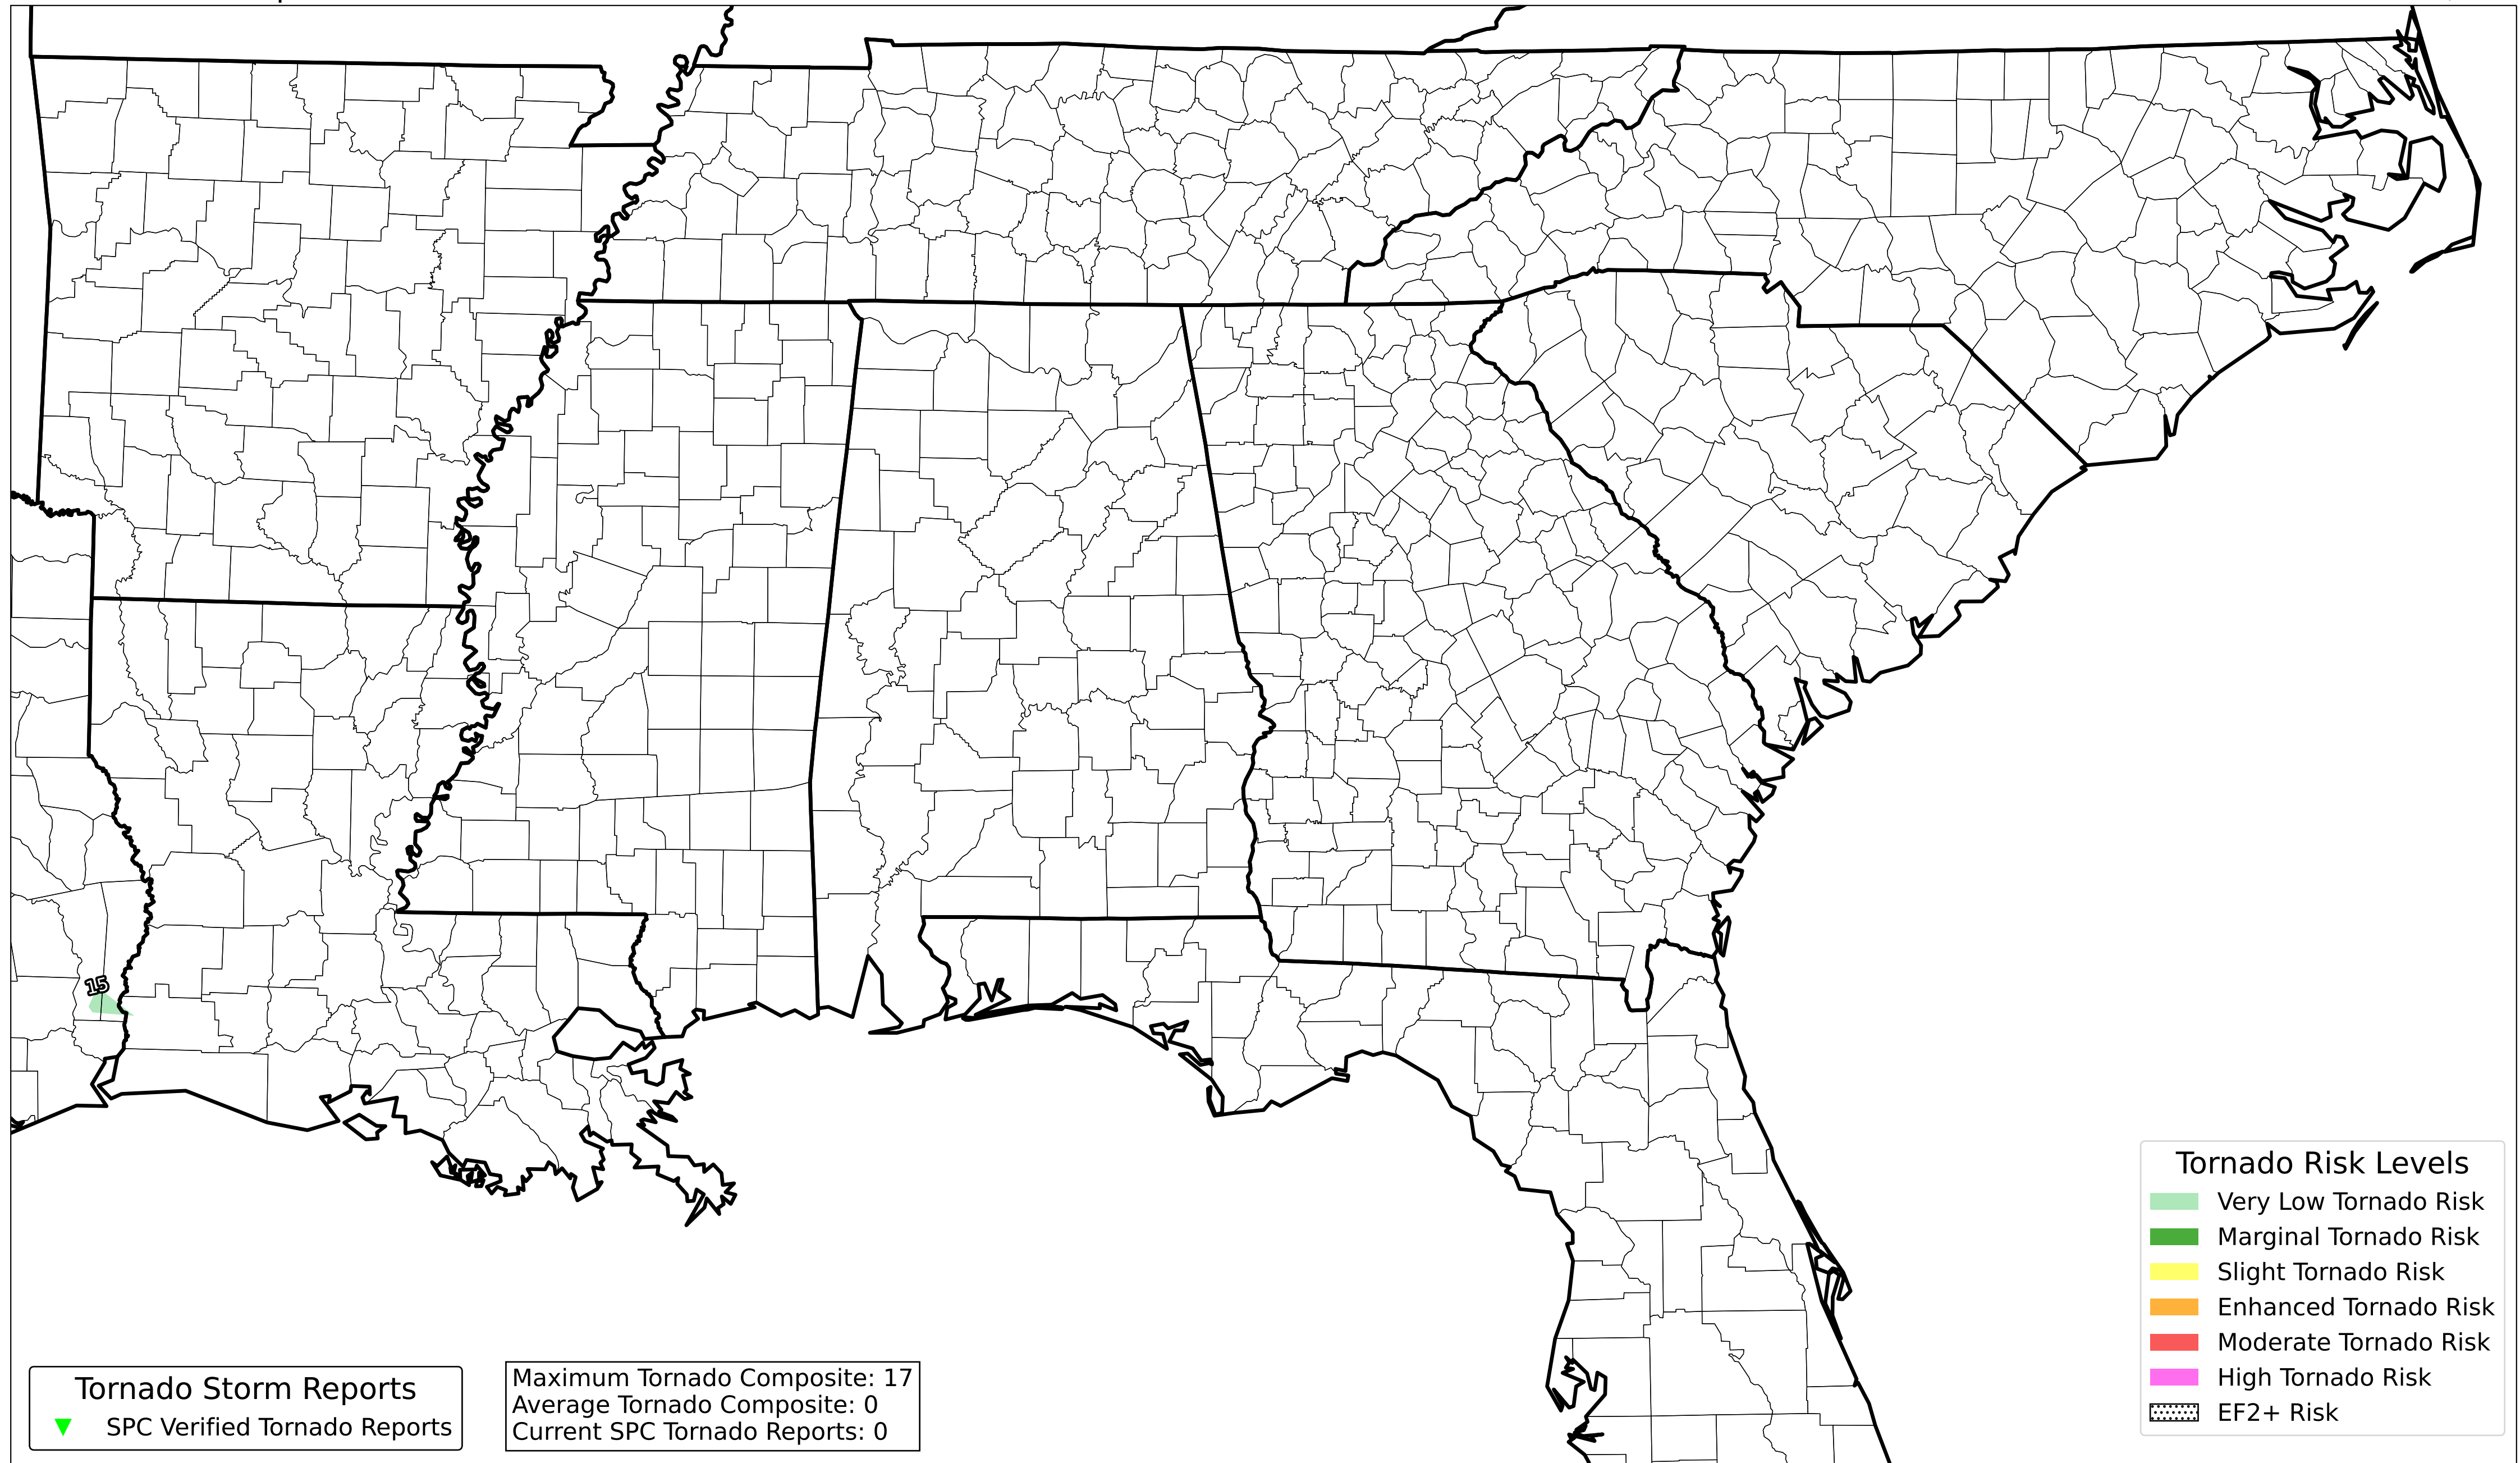 15
Tornado Storm Reports
SPC Verified Tornado Reports
Maximum Tornado Composite: 17
Average Tornado Composite: 0
Current SPC Tornado Reports: 0
Tornado Risk Levels
Very Low Tornado Risk
Marginal Tornado Risk
Slight Tornado Risk
Enhanced Tornado Risk
Moderate Tornado Risk
High Tornado Risk
EF2+ Risk